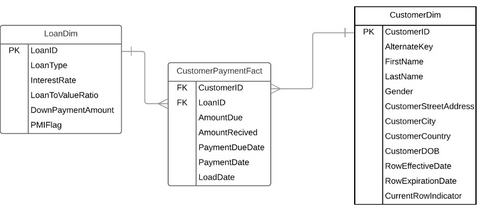 LoanDim
PK LoanID
LoanType
InterestRate
LoanToValueRatio
DownPaymentAmount
PMIFlag
CustomerPaymentFact
FK CustomerID
FK LoanID
AmountDue
AmountRecived
PaymentDueDate
PaymentDate
LoadDate
CustomerDim
PK CustomerID
AlternateKey
FirstName
LastName
Gender
CustomerStreetAddress
CustomerCity
CustomerCountry
CustomerDOB
RowEffectiveDate
RowExpirationDate
CurrentRowIndicator